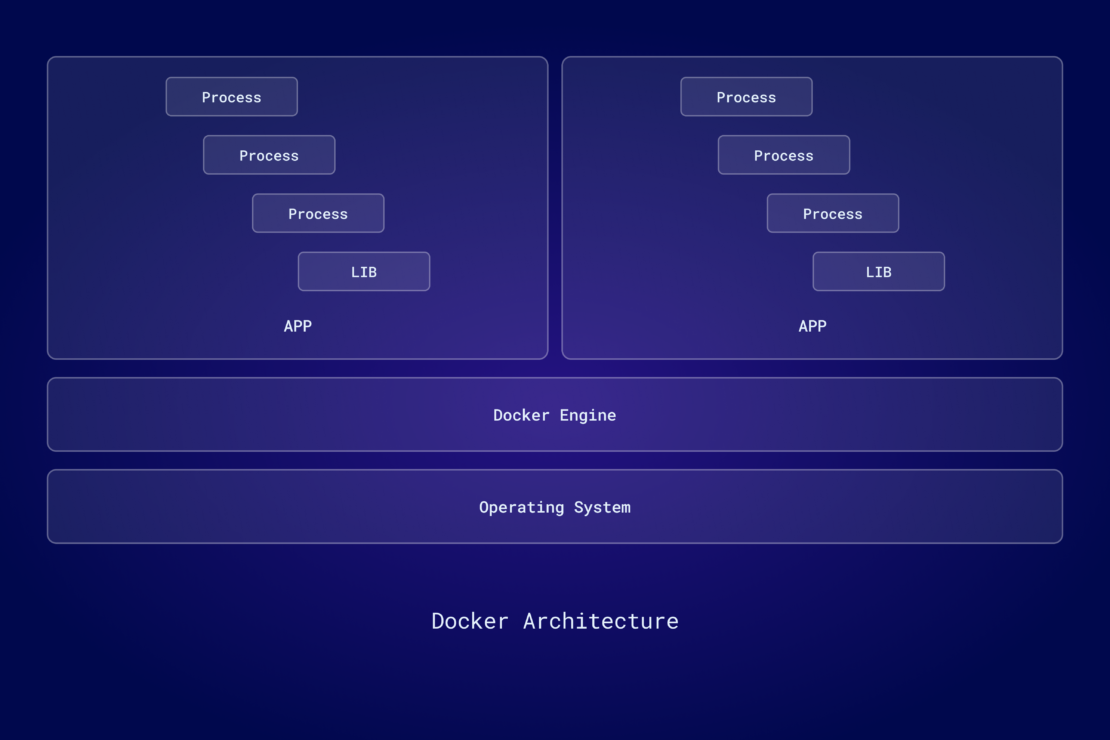 Process
Process
Process
LIB
APP
Process
Process
Process
LIB
APP
Docker Engine
Operating System
Docker Architecture